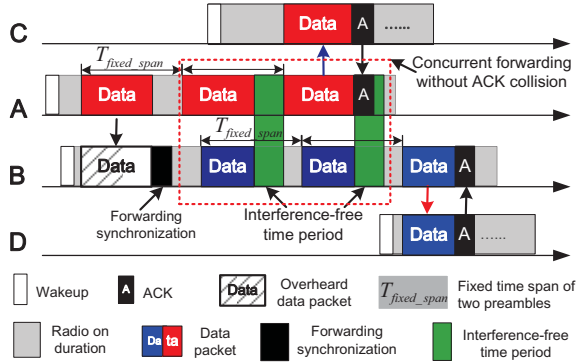 C
Data
A
......
T_fixed_span
Concurrent forwarding
without ACK collision
A
Data
Data
Data
A
T_fixed_span
B
Data
Data
Data
Data
A
Forwarding
synchronization
Interference-free
time period
D
Data
A
......
Wakeup
A
ACK
Data
Overheard
data packet
T_fixed_span
Fixed time span of
two preambles
Radio on
duration
Data
Data
packet
Forwarding
synchronization
Interference-free
time period